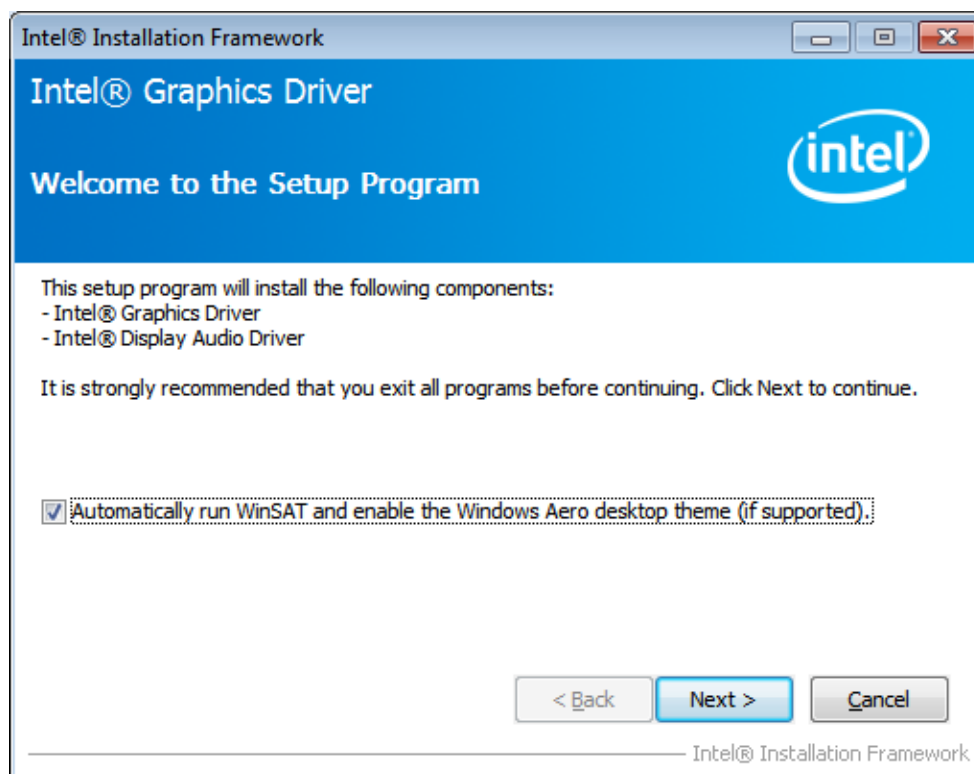 Intel® Installation Framework
Intel® Graphics Driver
intel
Welcome to the Setup Program
This setup program will install the following components:
- Intel® Graphics Driver
- Intel® Display Audio Driver
It is strongly recommended that you exit all programs before continuing. Click Next to continue.
Automatically run WinSAT and enable the Windows Aero desktop theme (if supported).
< Back Next > Cancel
Intel® Installation Framework